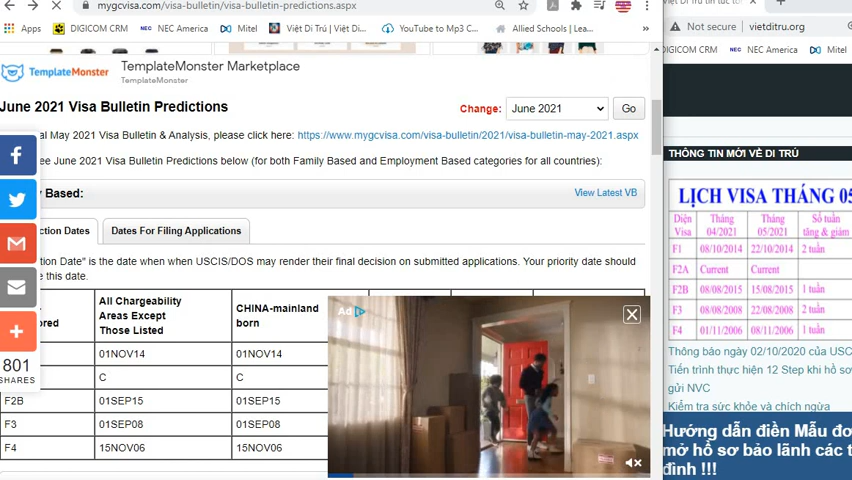 mygcvisa.com/visa-bulletin/visa-bulletin-predictions.aspx
Apps
DIGICOM CRM
NEC America
Mitel
Việt Di Trú | Việt D...
YouTube to Mp3 C...
Allied Schools | Lea...
»
TemplateMonster
TemplateMonster Marketplace
TemplateMonster
June 2021 Visa Bulletin Predictions
Change:
June 2021
Go
al May 2021 Visa Bulletin & Analysis, please click here: https://www.mygcvisa.com/visa-bulletin/2021/visa-bulletin-may-2021.aspx
ee June 2021 Visa Bulletin Predictions below (for both Family Based and Employment Based categories for all countries):
y Based:
View Latest VB
ction Dates
Dates For Filing Applications
tion Date" is the date when when USCIS/DOS may render their final decision on submitted applications. Your priority date should
e this date.
ored
All Chargeability
Areas Except
Those Listed
CHINA-mainland
born
01NOV14 01NOV14
C C
F2B 01SEP15 01SEP15
F3 01SEP08 01SEP08
F4 15NOV06 15NOV06
801
SHARES
Ad
Việt Di trú tin tức t
Not secure
vietditru.org
DIGICOM CRM
NEC America
Mitel
THÔNG TIN MỚI VỀ DI TRÚ
LỊCH VISA THÁNG 05
Diện Visa Tháng 04/2021 Tháng 05/2021 Số tuần tăng & giảm
F1 08/10/2014 22/10/2014 2 tuần
F2A Current Current
F2B 08/08/2015 15/08/2015 1 tuần
F3 08/08/2008 22/08/2008 2 tuần
F4 01/11/2006 08/11/2006 1 tuần
Thông báo ngày 02/10/2020 của USC
Tiến trình thực hiện 12 Step khi hồ sơ
gửi NVC
Kiểm tra sức khỏe và chích ngừa
Hướng dẫn điền Mẫu đơ
mở hồ sơ bảo lãnh các t
đình !!!